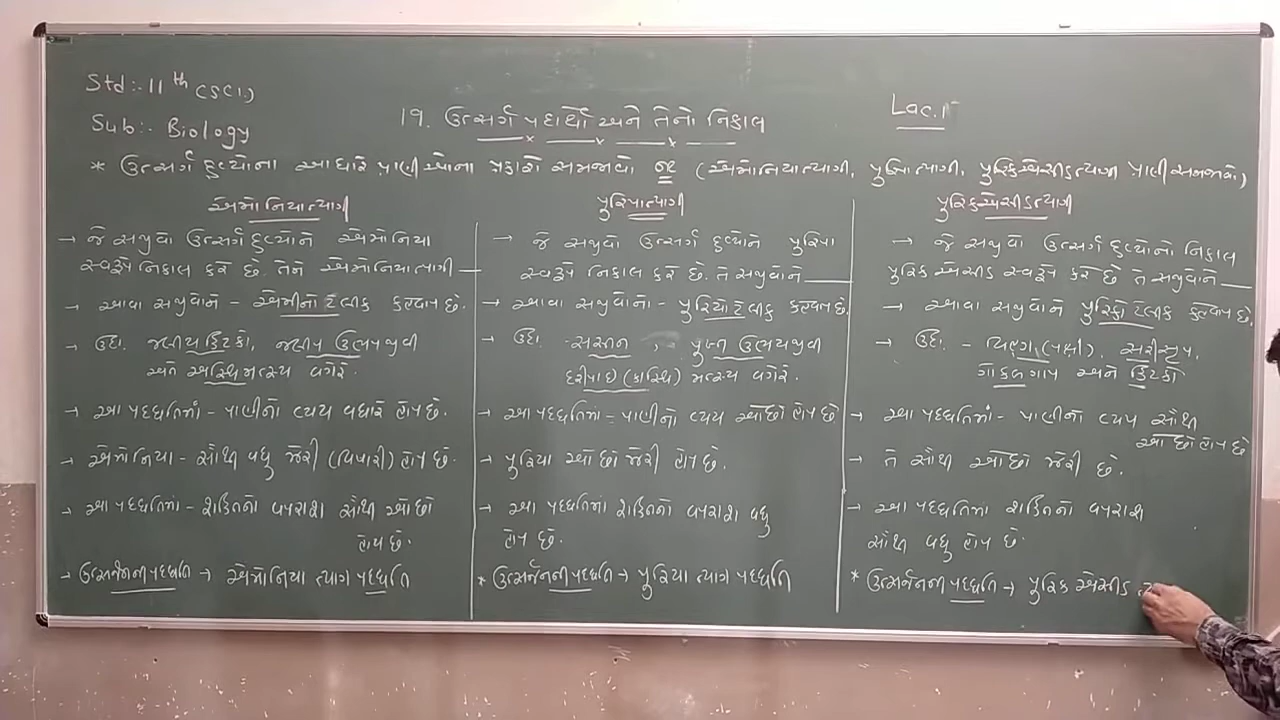 Std:- 11th (Sci.)
Sub:- Biology
19. ઉત્સર્ગ પદાર્થો અને તેનો નિકાલ
Lac.1
* ઉત્સર્ગ દ્રવ્યોના આધારે પ્રાણીઓના પ્રકારો સમજાવો (એમોનિયાત્યાગી, યુરિયાત્યાગી, યુરિકએસીડત્યાગી પ્રાણી સમજાવો)
એમોનિયાત્યાગી
→ જે સજીવો ઉત્સર્ગ દ્રવ્યોને એમોનિયા
સ્વરૂપે નિકાલ કરે છે. તેને એમોનિયાત્યાગી —
→ આવા સજીવોને - એમીનો ટેલીક કહેવાય છે.
→ ઉદા. જલીય કિટકો, જલીય ઉભયજીવી
અને અસ્થિમત્સ્ય વગેરે.
→ આ પદ્ધતિમાં - પાણીનો વ્યય વધારે હોય છે.
→ એમોનિયા - સૌથી વધુ ઝેરી (વિષારી) હોય છે.
→ આ પદ્ધતિમાં - શક્તિનો વપરાશ સૌથી ઓછો
હોય છે.
→ ઉત્સર્જનની પદ્ધતિ → એમોનિયા ત્યાગ પદ્ધતિ
યુરિયાત્યાગી
→ જે સજીવો ઉત્સર્ગ દ્રવ્યોને યુરિયા
સ્વરૂપે નિકાલ કરે છે. તે સજીવોને ———
→ આવા સજીવોને - યુરિયો ટેલીક કહેવાય છે.
→ ઉદા. - સસ્તન, પુખ્ત ઉભયજીવી
દરીયાઇ (કાસ્થિ) મત્સ્ય વગેરે.
→ આ પદ્ધતિમાં - પાણીનો વ્યય ઓછો હોય છે
→ યુરિયા ઓછો ઝેરી હોય છે.
→ આ પદ્ધતિમાં શક્તિનો વપરાશ વધુ
હોય છે.
* ઉત્સર્જનની પદ્ધતિ → યુરિયા ત્યાગ પદ્ધતિ
યુરિકએસીડત્યાગી
→ જે સજીવો ઉત્સર્ગ દ્રવ્યોનો નિકાલ
યુરિક એસીડ સ્વરૂપે કરે છે તે સજીવોને ——
→ આવા સજીવોને યુરિકો ટેલીક કહેવાય છે.
→ ઉદા. - વિહગ (પક્ષી), સરીસૃપ,
ગોકળગાય અને કિટકો
→ આ પદ્ધતિમાં - પાણીનો વ્યય સૌથી
ઓછો હોય છે
→ તે સૌથી ઓછો ઝેરી છે.
→ આ પદ્ધતિમાં શક્તિનો વપરાશ
સૌથી વધુ હોય છે.
* ઉત્સર્જનની પદ્ધતિ → યુરિક એસીડ